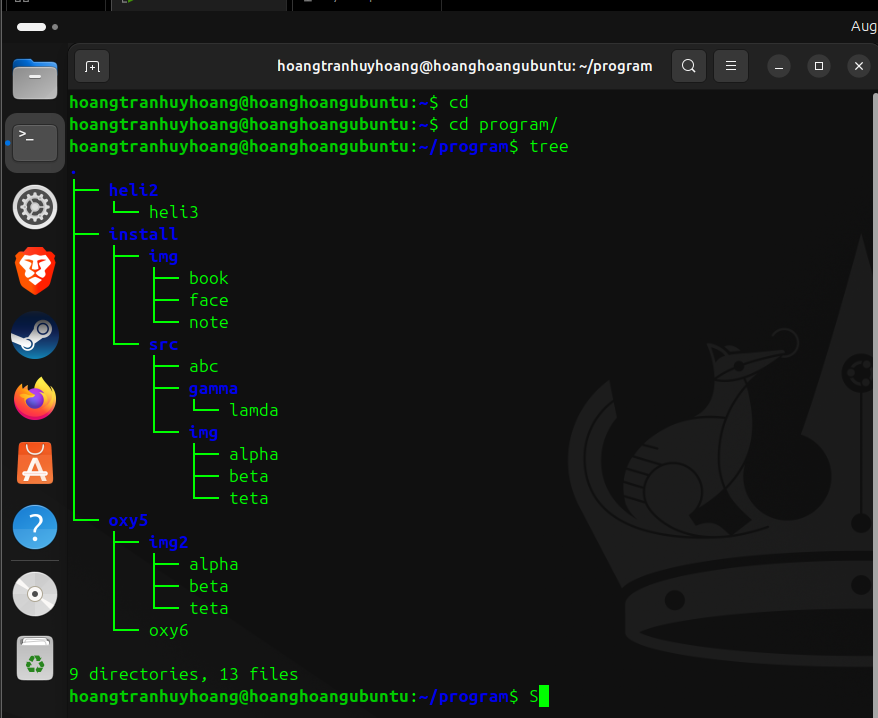 Aug
hoangtranhuyhoang@hoanghoangubuntu: ~/program
hoangtranhuyhoang@hoanghoangubuntu:~$ cd
hoangtranhuyhoang@hoanghoangubuntu:~$ cd program/
hoangtranhuyhoang@hoanghoangubuntu:~/program$ tree
.
├── heli2
│   └── heli3
├── install
│   ├── img
│   │   ├── book
│   │   ├── face
│   │   └── note
│   └── src
│       ├── abc
│       ├── gamma
│       │   └── lamda
│       └── img
│           ├── alpha
│           ├── beta
│           └── teta
└── oxy5
    ├── img2
    │   ├── alpha
    │   ├── beta
    │   └── teta
    └── oxy6
9 directories, 13 files
hoangtranhuyhoang@hoanghoangubuntu:~/program$ S